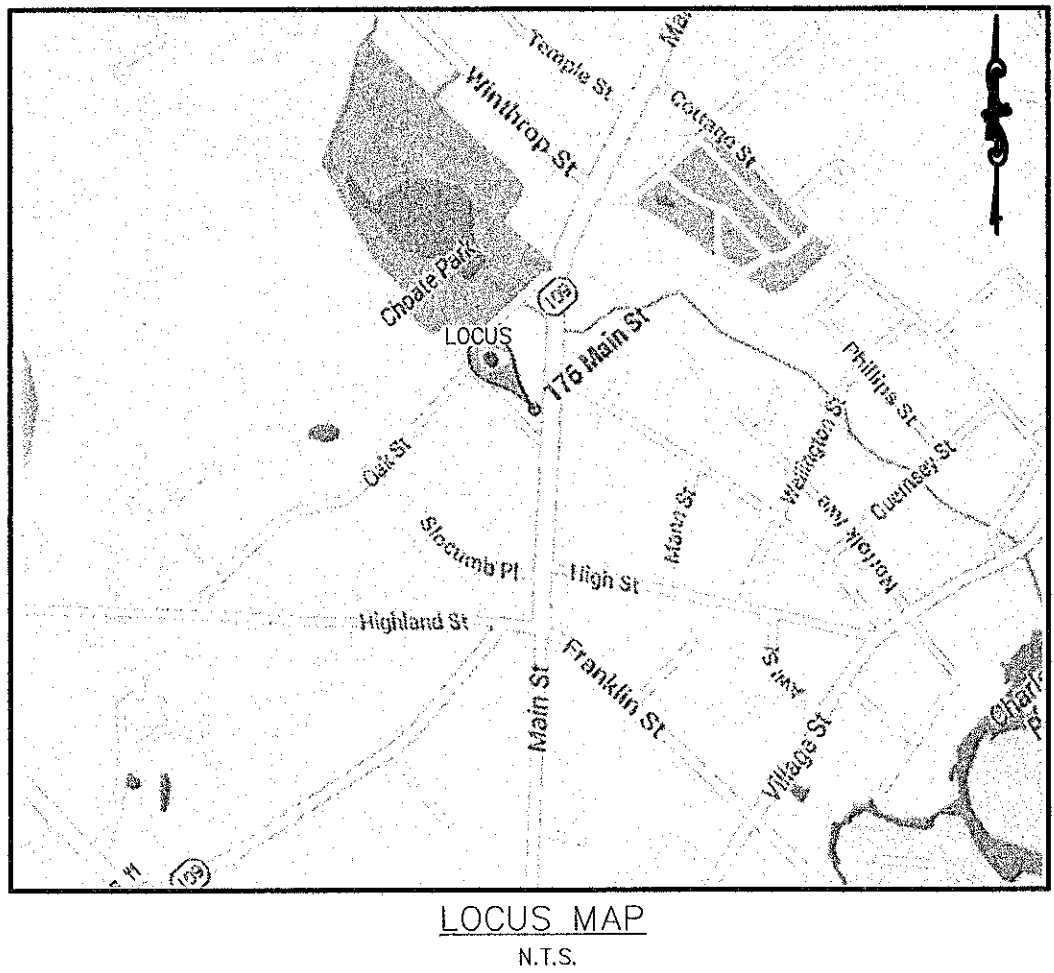 Temple St
Winthrop St
Cottage St
Choate Park
109
LOCUS
176 Main St
Phillips St
Wellington St
Oak St
Guernsey St
Mann St
Norfolk Ave
Slocumb Pl
High St
Highland St
Franklin St
Awl St
Main St
Village St
109
LOCUS MAP
N.T.S.